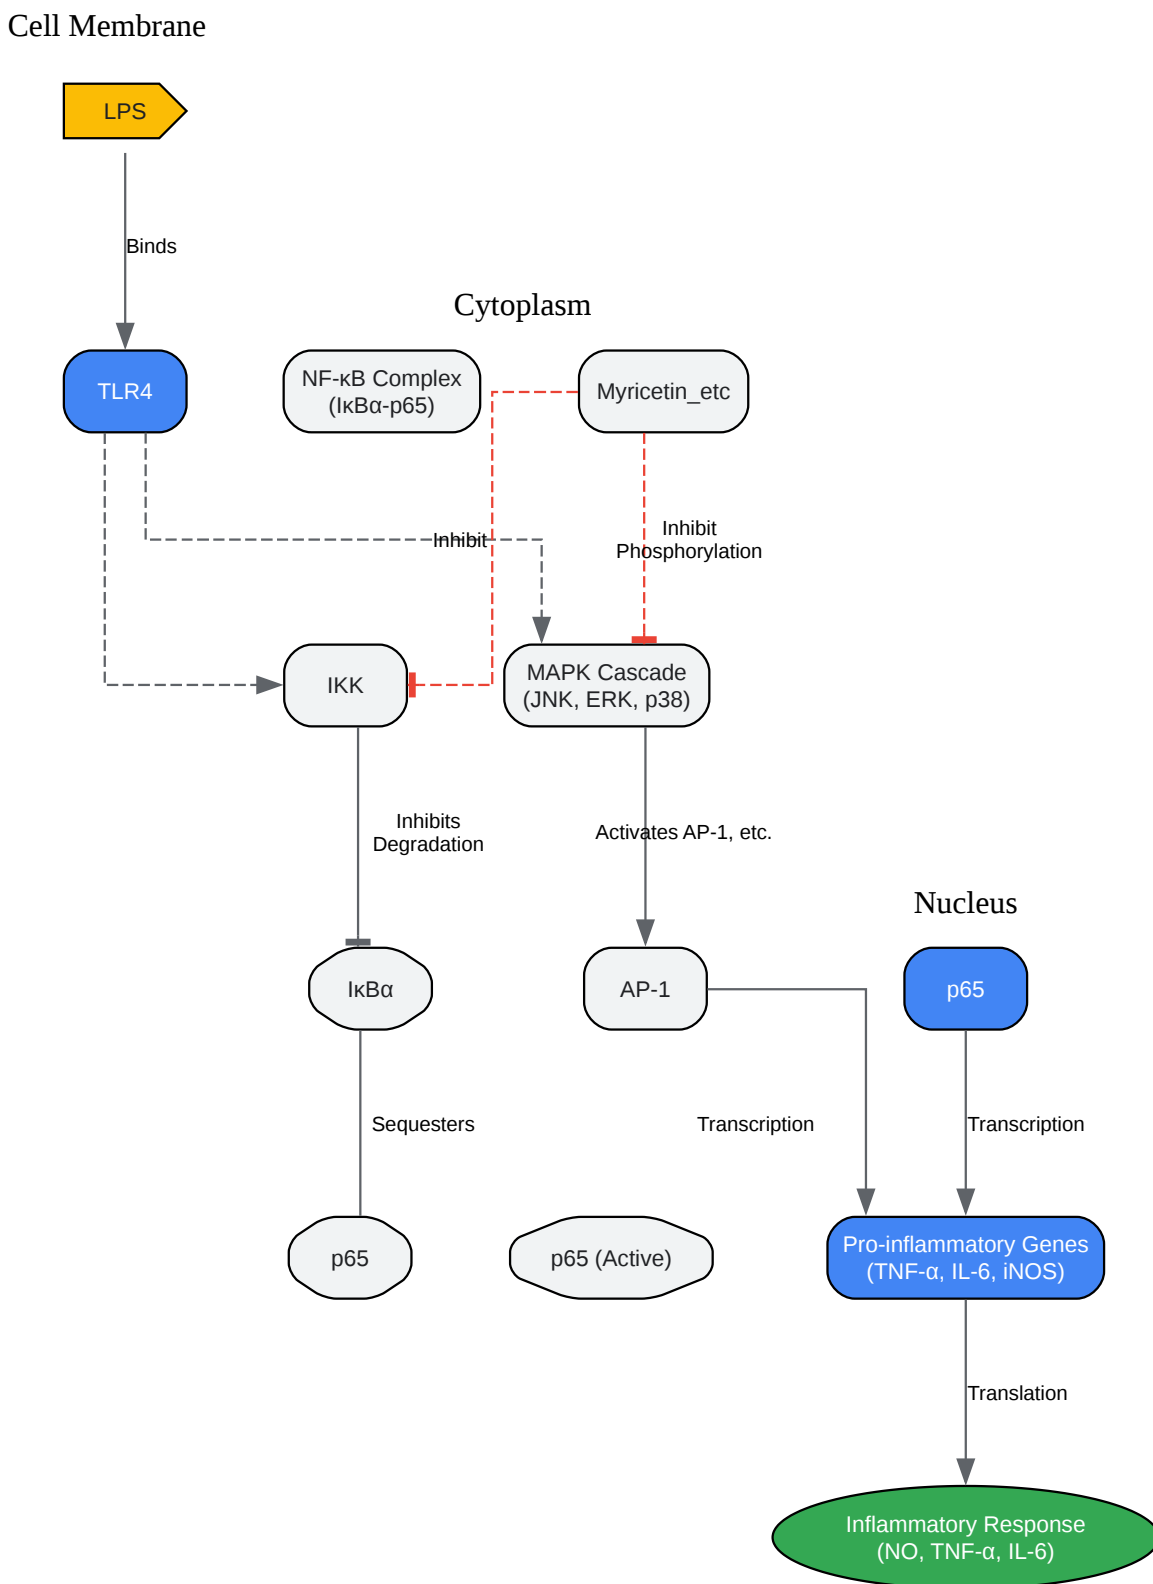 Cell Membrane
LPS
Binds
Cytoplasm
TLR4
NF-κB Complex
(IκBα-p65)
Myricetin_etc
Inhibit
Inhibit
Phosphorylation
IKK
MAPK Cascade
(JNK, ERK, p38)
Inhibits
Degradation
Activates AP-1, etc.
Nucleus
IκBα
AP-1
p65
Sequesters
Transcription
Transcription
p65
p65 (Active)
Pro-inflammatory Genes
(TNF-α, IL-6, iNOS)
Translation
Inflammatory Response
(NO, TNF-α, IL-6)